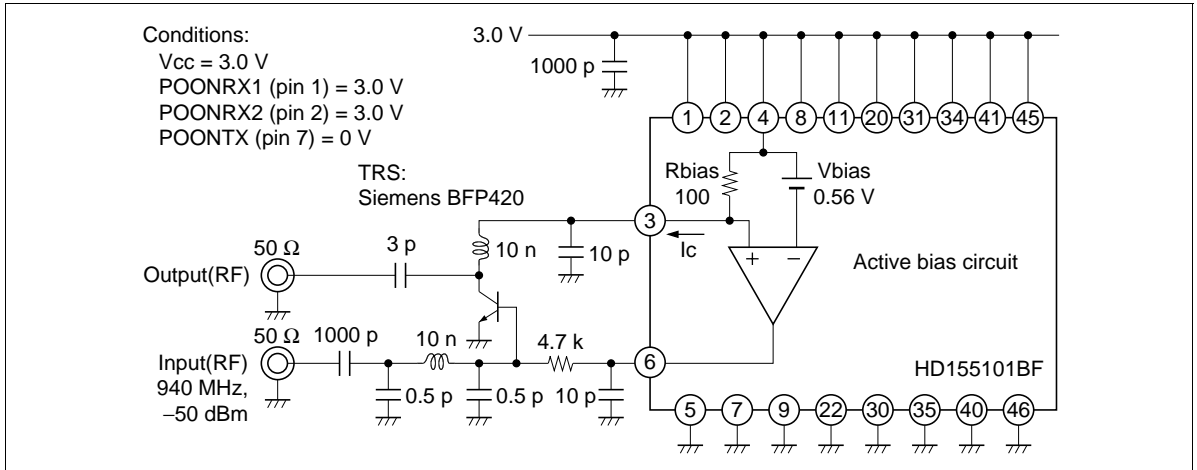 Conditions:
Vcc = 3.0 V
POONRX1 (pin 1) = 3.0 V
POONRX2 (pin 2) = 3.0 V
POONTX (pin 7) = 0 V
3.0 V
1000 p
1 2 4 8 11 20 31 34 41 45
TRS:
Siemens BFP420
Rbias
100
Vbias
0.56 V
3
Ic
10 n
10 p
3 p
50 Ω
Output(RF)
+ −
Active bias circuit
50 Ω
Input(RF)
940 MHz,
−50 dBm
1000 p
10 n
4.7 k
6
0.5 p
0.5 p
10 p
HD155101BF
5 7 9 22 30 35 40 46